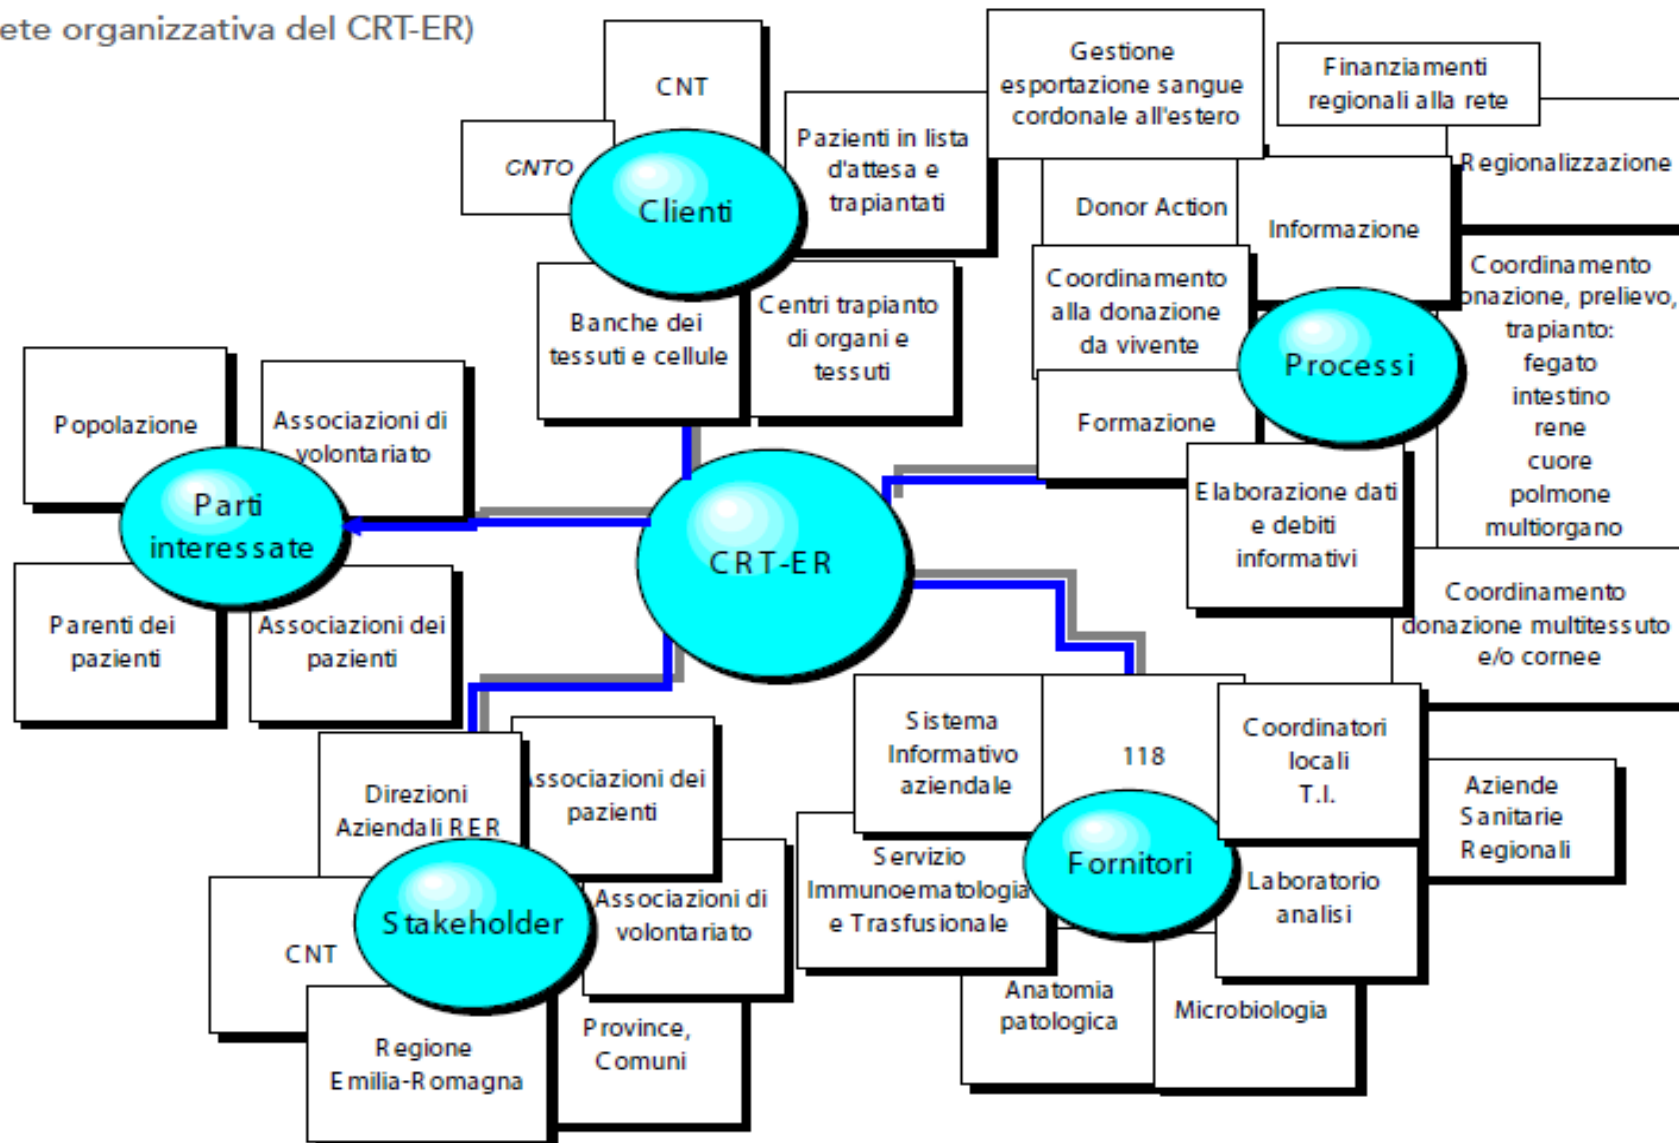 ete organizzativa del CRT-ER)
CNT
CNTO
Pazienti in lista
d'attesa e
trapiantati
Clienti
Banche dei
tessuti e cellule
Centri trapianto
di organi e
tessuti
Gestione
esportazione sangue
cordonale all'estero
Finanziamenti
regionali alla rete
Regionalizzazione
Donor Action
Informazione
Coordinamento
alla donazione
da vivente
Coordinamento
onazione, prelievo,
trapianto:
fegato
intestino
rene
cuore
polmone
multiorgano
Processi
Formazione
Elaborazione dati
e debiti
informativi
Coordinamento
donazione multitessuto
e/o cornee
Popolazione
Associazioni di
volontariato
Parti
interessate
Parenti dei
pazienti
Associazioni dei
pazienti
CRT-ER
Direzioni
Aziendali RER
Associazioni dei
pazienti
Stakeholder
Associazioni di
volontariato
CNT
Regione
Emilia-Romagna
Province,
Comuni
Sistema
Informativo
aziendale
118
Coordinatori
locali
T.I.
Aziende
Sanitarie
Regionali
Servizio
Immunoematologia
e Trasfusionale
Fornitori
Laboratorio
analisi
Anatomia
patologica
Microbiologia